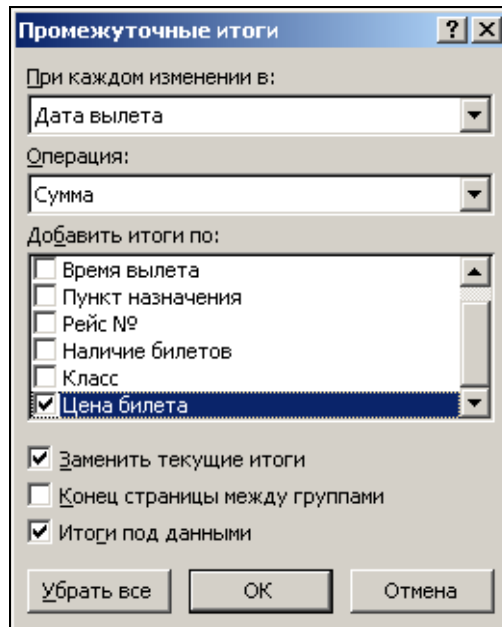 Промежуточные итоги
При каждом изменении в:
Дата вылета
Операция:
Сумма
Добавить итоги по:
Время вылета
Пункт назначения
Рейс №
Наличие билетов
Класс
Цена билета
Заменить текущие итоги
Конец страницы между группами
Итоги под данными
Убрать все ОК Отмена